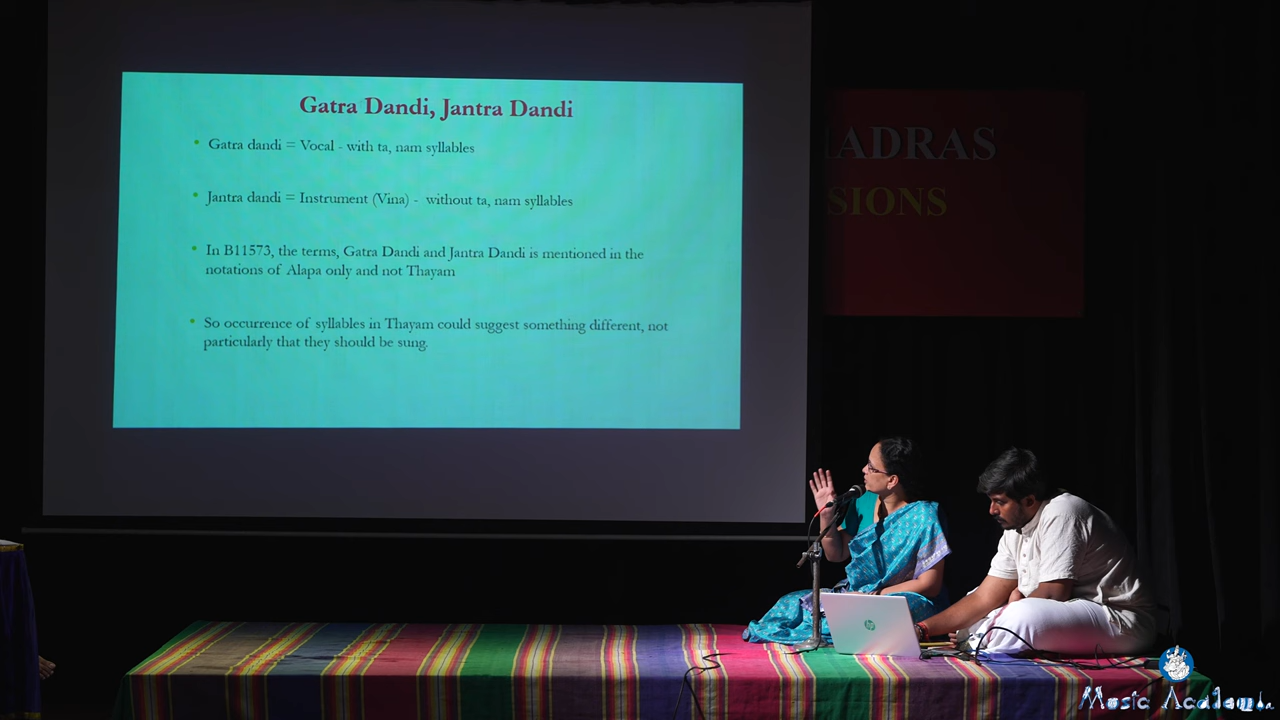 Gatra Dandi, Jantra Dandi
• Gatra dandi = Vocal - with ta, nam syllables
• Jantra dandi = Instrument (Vina) - without ta, nam syllables
• In B11573, the terms, Gatra Dandi and Jantra Dandi is mentioned in the
notations of Alapa only and not Thayam
• So occurrence of syllables in Thayam could suggest something different, not
particularly that they should be sung.
ADRAS
SIONS
hp
Music Academy